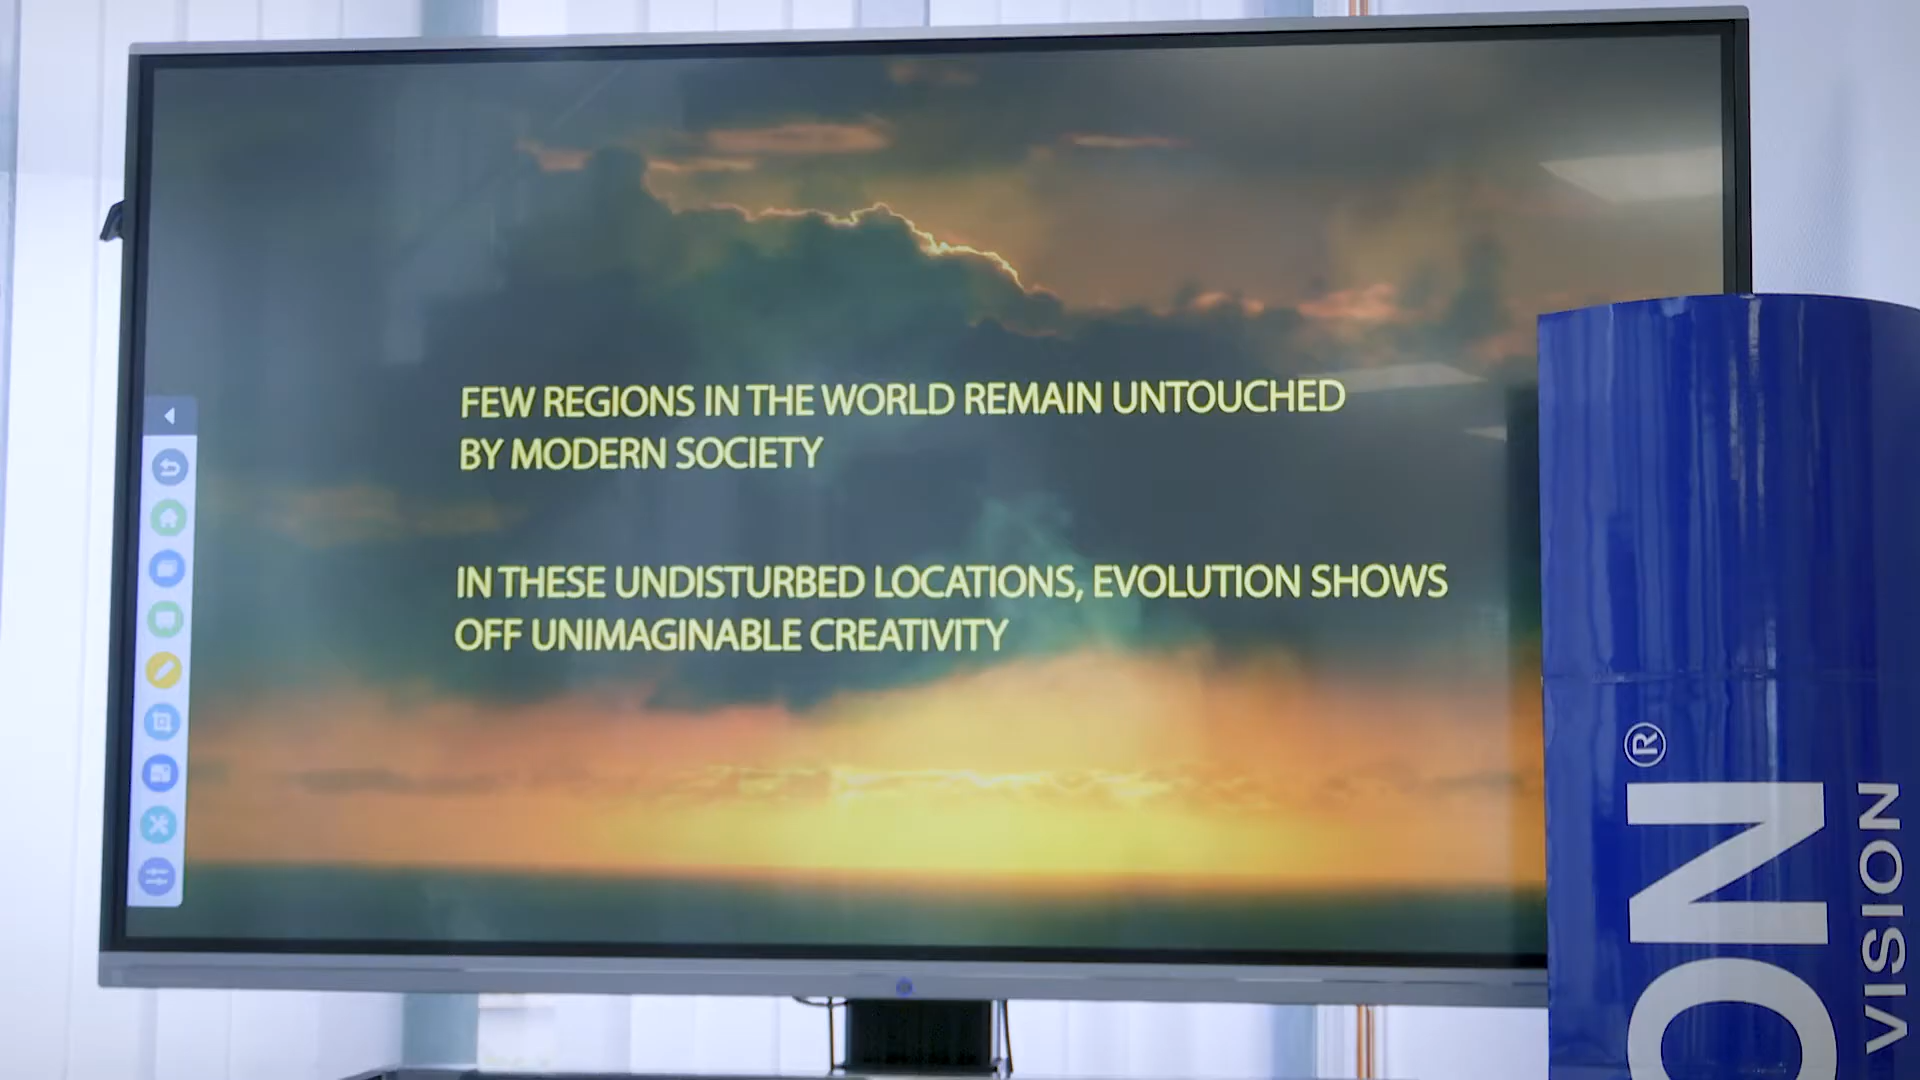 FEW REGIONS IN THE WORLD REMAIN UNTOUCHED
BY MODERN SOCIETY
IN THESE UNDISTURBED LOCATIONS, EVOLUTION SHOWS
OFF UNIMAGINABLE CREATIVITY
ON®
VISION